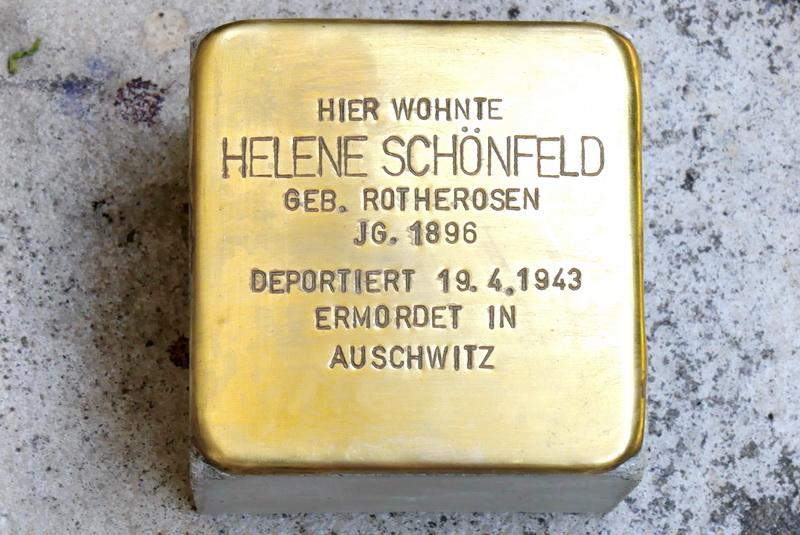 HIER WOHNTE
HELENE SCHÖNFELD
GEB. ROTHEROSEN
JG. 1896
DEPORTIERT 19.4.1943
ERMORDET IN
AUSCHWITZ